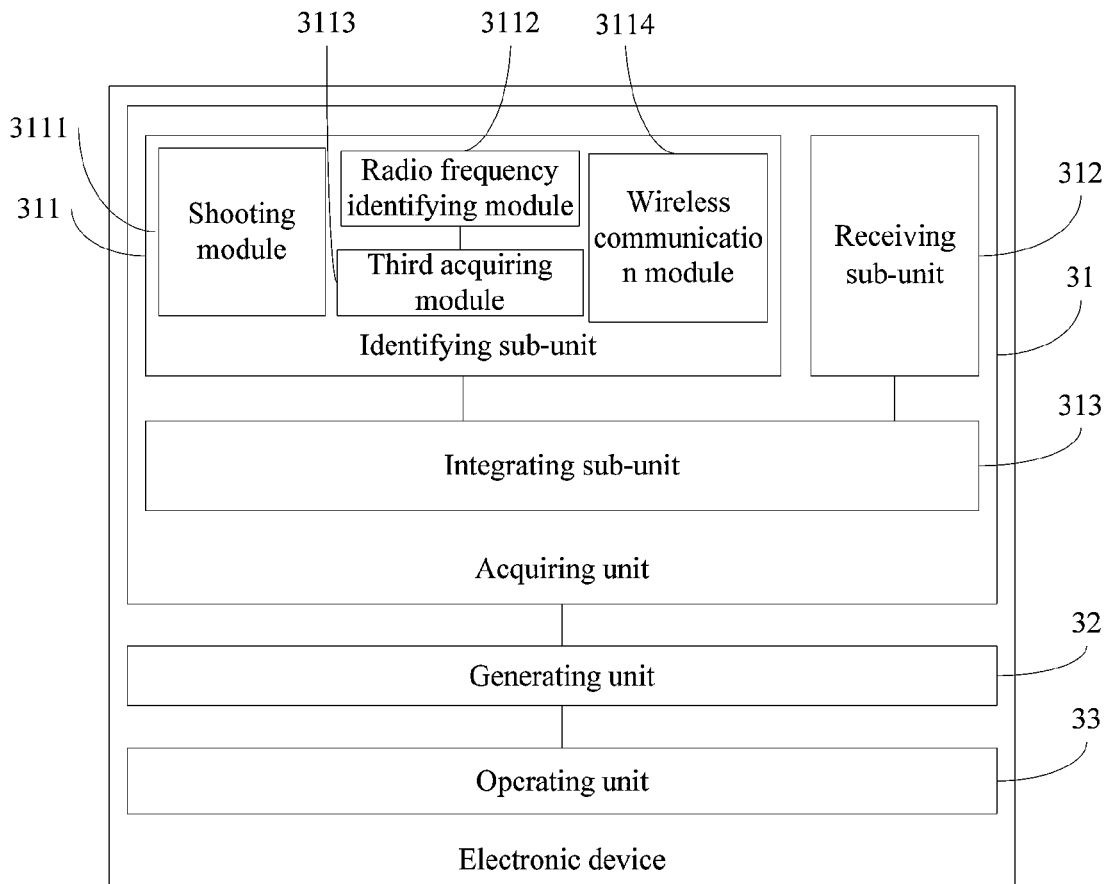 3113
3112
3114
3111
311
Shooting
module
Radio frequency
identifying module
Third acquiring
module
Wireless
communicatio
n module
Identifying sub-unit
Receiving
sub-unit
312
31
313
Integrating sub-unit
Acquiring unit
32
Generating unit
33
Operating unit
Electronic device